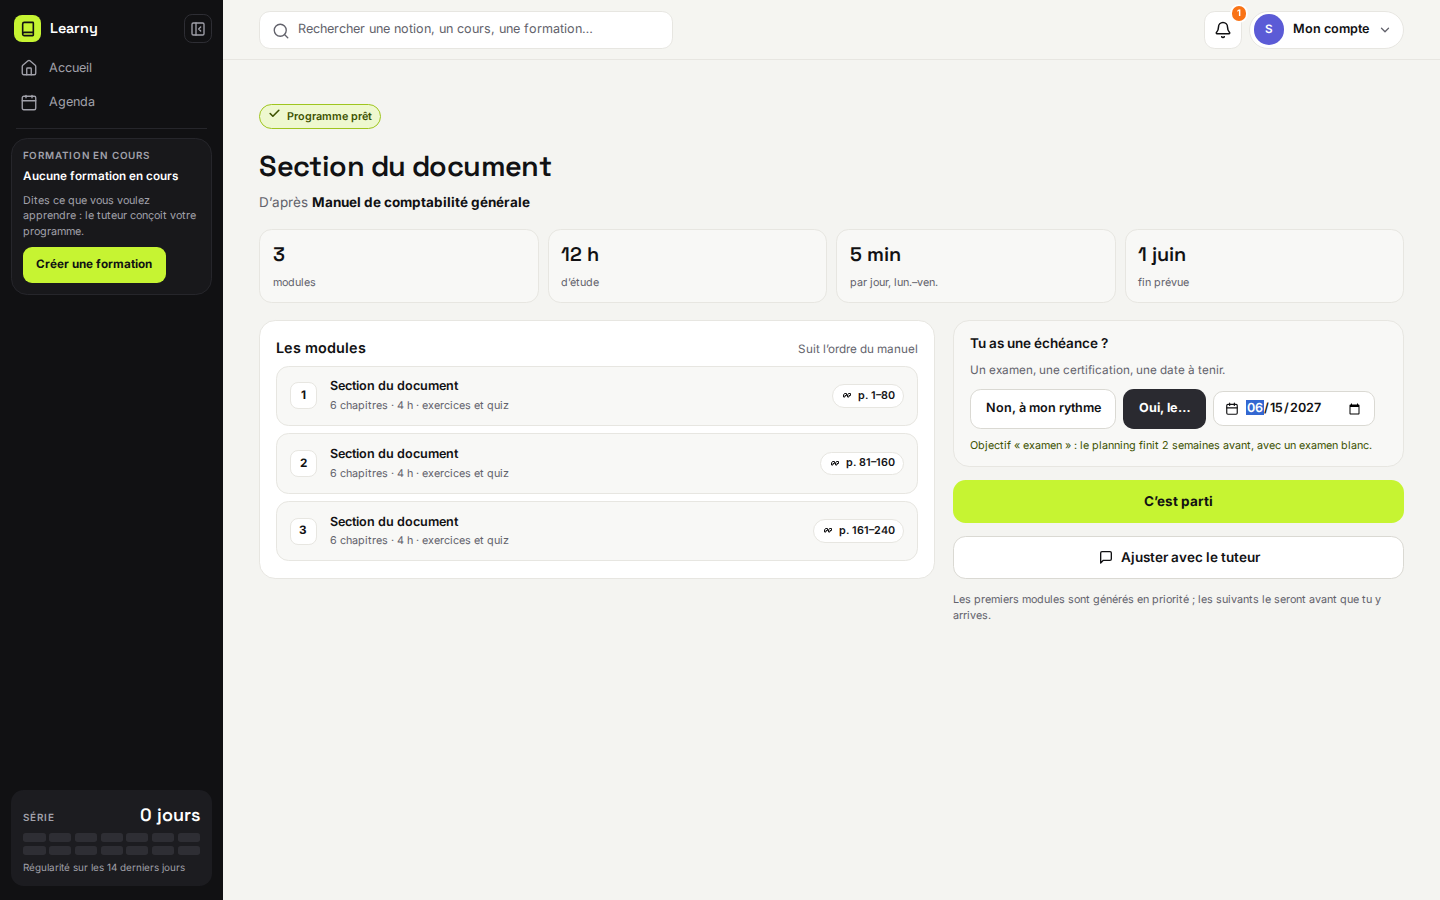 Learny
Accueil
Agenda
FORMATION EN COURS
Aucune formation en cours
Dites ce que vous voulez
apprendre : le tuteur conçoit votre
programme.
Créer une formation
SÉRIE
0 jours
Régularité sur les 14 derniers jours
Rechercher une notion, un cours, une formation...
1
S
Mon compte
Programme prêt
Section du document
D’après Manuel de comptabilité générale
3
modules
12 h
d’étude
5 min
par jour, lun.–ven.
1 juin
fin prévue
Les modules
Suit l’ordre du manuel
1
Section du document
6 chapitres · 4 h · exercices et quiz
p. 1–80
2
Section du document
6 chapitres · 4 h · exercices et quiz
p. 81–160
3
Section du document
6 chapitres · 4 h · exercices et quiz
p. 161–240
Tu as une échéance ?
Un examen, une certification, une date à tenir.
Non, à mon rythme
Oui, le…
06/15/2027
Objectif « examen » : le planning finit 2 semaines avant, avec un examen blanc.
C’est parti
Ajuster avec le tuteur
Les premiers modules sont générés en priorité ; les suivants le seront avant que tu y
arrives.